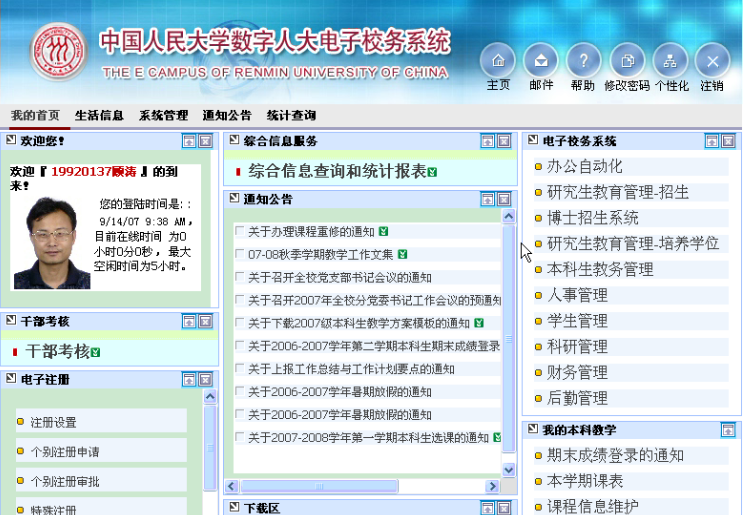 中国人民大学数字人大电子校务系统
THE E CAMPUS OF RENMIN UNIVERSITY OF CHINA
主页 邮件 帮助 修改密码 个性化 注销
我的首页 生活信息 系统管理 通知公告 统计查询
欢迎您!
欢迎『 19920137顾涛 』的到
来!
您的登陆时间是: :
9/14/07 9:38 AM,
目前在线时间 为0
小时0分0秒, 最大
空闲时间为5小时。
干部考核
干部考核
电子注册
注册设置
个别注册申请
个别注册审批
特殊注册
综合信息服务
综合信息查询和统计报表
通知公告
关于办理课程重修的通知
07-08秋季学期教学工作文集
关于召开全校党支部书记会议的通知
关于召开2007年全校分党委书记工作会议的预通知
关于下载2007级本科生教学方案模板的通知
关于2006-2007学年第二学期本科生期末成绩登录
关于上报工作总结与工作计划要点的通知
关于2006-2007学年暑期放假的通知
关于2006-2007学年暑期放假的通知
关于2007-2008学年第一学期本科生选课的通知
下载区
电子校务系统
办公自动化
研究生教育管理-招生
博士招生系统
研究生教育管理-培养学位
本科生教务管理
人事管理
学生管理
科研管理
财务管理
后勤管理
我的本科教学
期末成绩登录的通知
本学期课表
课程信息维护